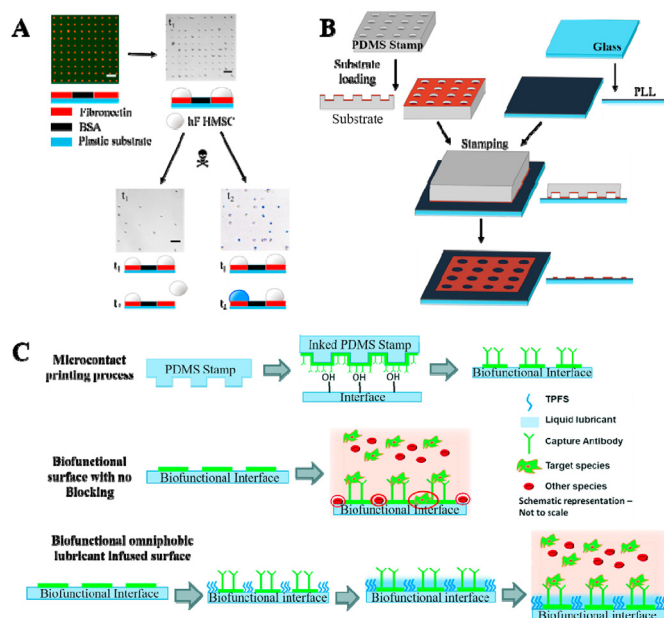 A
t₁
Fibronectin
BSA
Plastic substrate
hF HMSC
t₁
t₂
t₁
t₁
t₂
B
PDMS Stamp
Glass
Substrate
loading
PLL
Substrate
Stamping
C
Microcontact
printing process
PDMS Stamp
Inked PDMS Stamp
OH
OH
OH
Interface
Biofunctional Interface
TPFS
Liquid lubricant
Capture Antibody
Target species
Other species
Schematic representation –
Not to scale
Biofunctional
surface with no
Blocking
Biofunctional Interface
Biofunctional Interface
Biofunctional omniphobic
lubricant infused surface
Biofunctional Interface
Biofunctional interface
Biofunctional interface
Biofunctional Interface